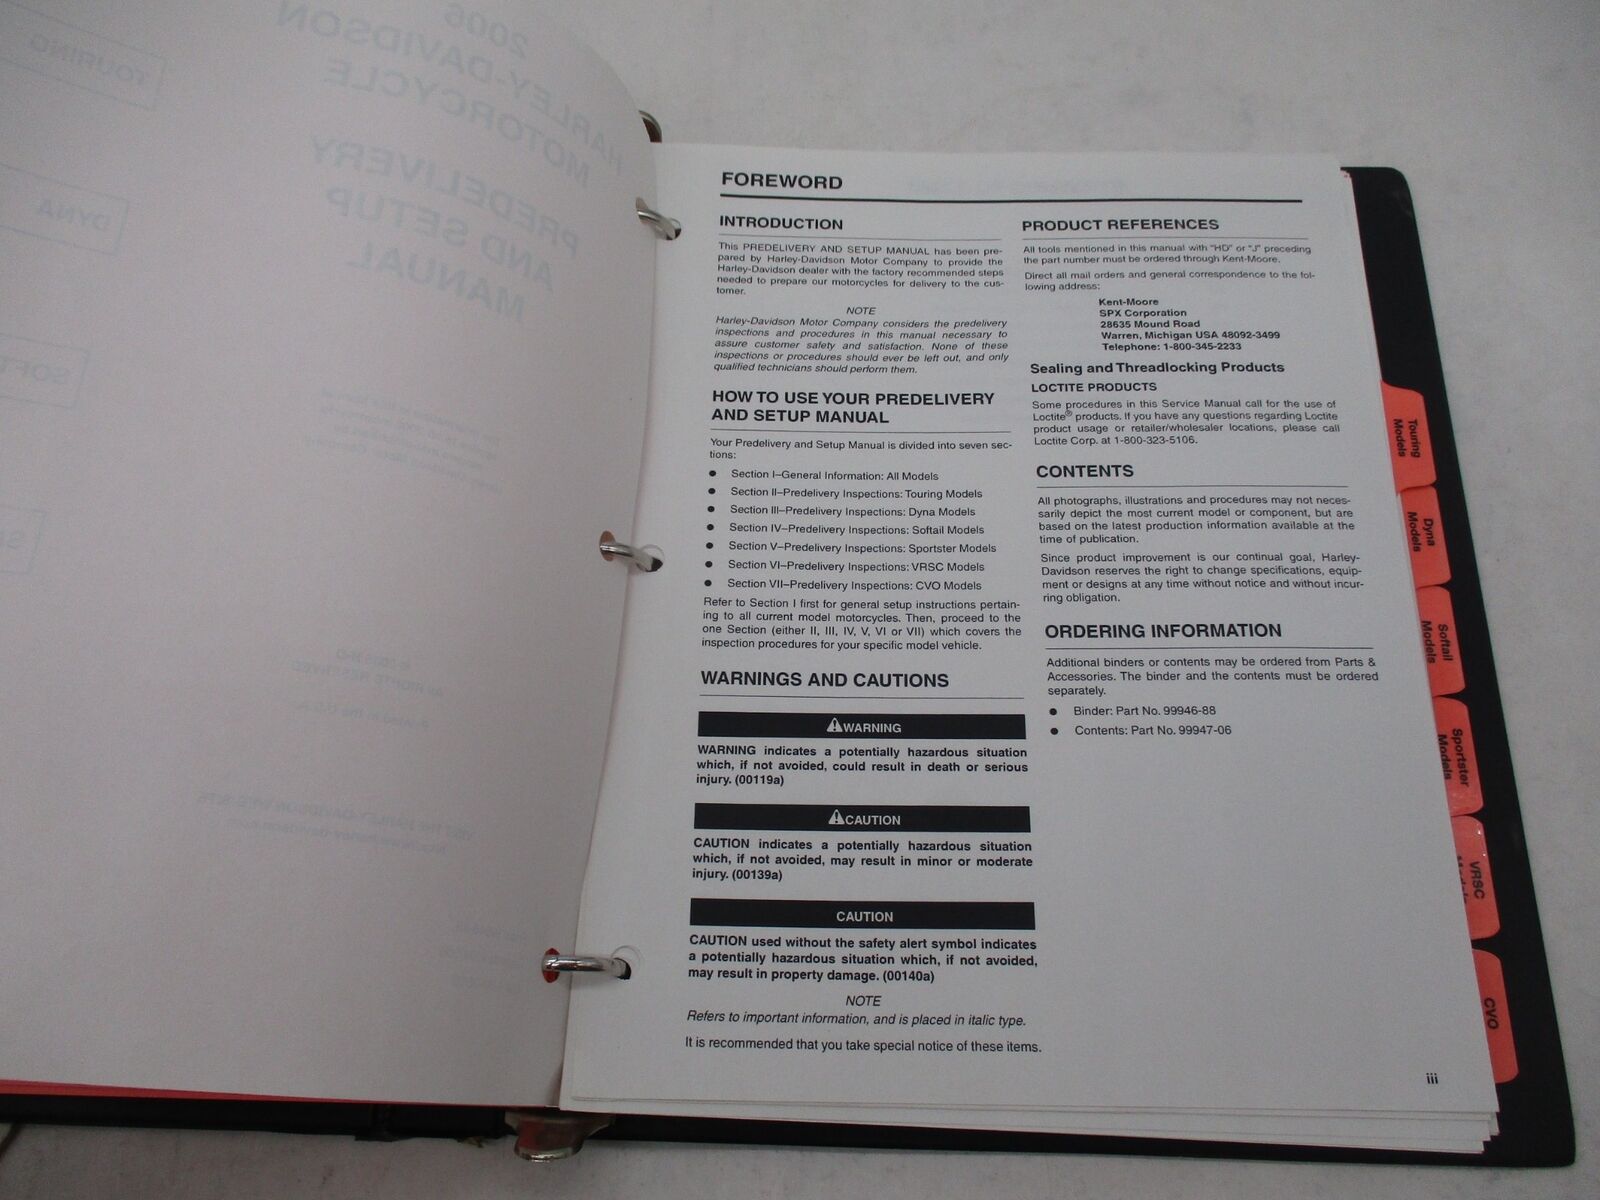 2006
HARLEY-DAVIDSON
MOTORCYCLE
PREDELIVERY
AND SETUP
MANUAL
TOURING
DYNA
FOREWORD
INTRODUCTION
This PREDELIVERY AND SETUP MANUAL has been pre-
pared by Harley-Davidson Motor Company to provide the
Harley-Davidson dealer with the factory recommended steps
needed to prepare our motorcycles for delivery to the cus-
tomer.
NOTE
Harley-Davidson Motor Company considers the predelivery
inspections and procedures in this manual necessary to
assure customer safety and satisfaction. None of these
inspections or procedures should ever be left out, and only
qualified technicians should perform them.
HOW TO USE YOUR PREDELIVERY
AND SETUP MANUAL
Your Predelivery and Setup Manual is divided into seven sec-
tions:
● Section I–General Information: All Models
● Section II–Predelivery Inspections: Touring Models
● Section III–Predelivery Inspections: Dyna Models
● Section IV–Predelivery Inspections: Softail Models
● Section V–Predelivery Inspections: Sportster Models
● Section VI–Predelivery Inspections: VRSC Models
● Section VII–Predelivery Inspections: CVO Models
Refer to Section I first for general setup instructions pertain-
ing to all current model motorcycles. Then, proceed to the
one Section (either II, III, IV, V, VI or VII) which covers the
inspection procedures for your specific model vehicle.
WARNINGS AND CAUTIONS
⚠WARNING
WARNING indicates a potentially hazardous situation
which, if not avoided, could result in death or serious
injury. (00119a)
⚠CAUTION
CAUTION indicates a potentially hazardous situation
which, if not avoided, may result in minor or moderate
injury. (00139a)
CAUTION
CAUTION used without the safety alert symbol indicates
a potentially hazardous situation which, if not avoided,
may result in property damage. (00140a)
NOTE
Refers to important information, and is placed in italic type.
It is recommended that you take special notice of these items.
PRODUCT REFERENCES
All tools mentioned in this manual with "HD" or "J" preceding
the part number must be ordered through Kent-Moore.
Direct all mail orders and general correspondence to the fol-
lowing address:
Kent-Moore
SPX Corporation
28635 Mound Road
Warren, Michigan USA 48092-3499
Telephone: 1-800-345-2233
Sealing and Threadlocking Products
LOCTITE PRODUCTS
Some procedures in this Service Manual call for the use of
Loctite® products. If you have any questions regarding Loctite
product usage or retailer/wholesaler locations, please call
Loctite Corp. at 1-800-323-5106.
CONTENTS
All photographs, illustrations and procedures may not neces-
sarily depict the most current model or component, but are
based on the latest production information available at the
time of publication.
Since product improvement is our continual goal, Harley-
Davidson reserves the right to change specifications, equip-
ment or designs at any time without notice and without incur-
ring obligation.
ORDERING INFORMATION
Additional binders or contents may be ordered from Parts &
Accessories. The binder and the contents must be ordered
separately.
● Binder: Part No. 99946-88
● Contents: Part No. 99947-06
iii
Touring
Models
Dyna
Models
Softail
Models
Sportster
Models
VRSC
CVO